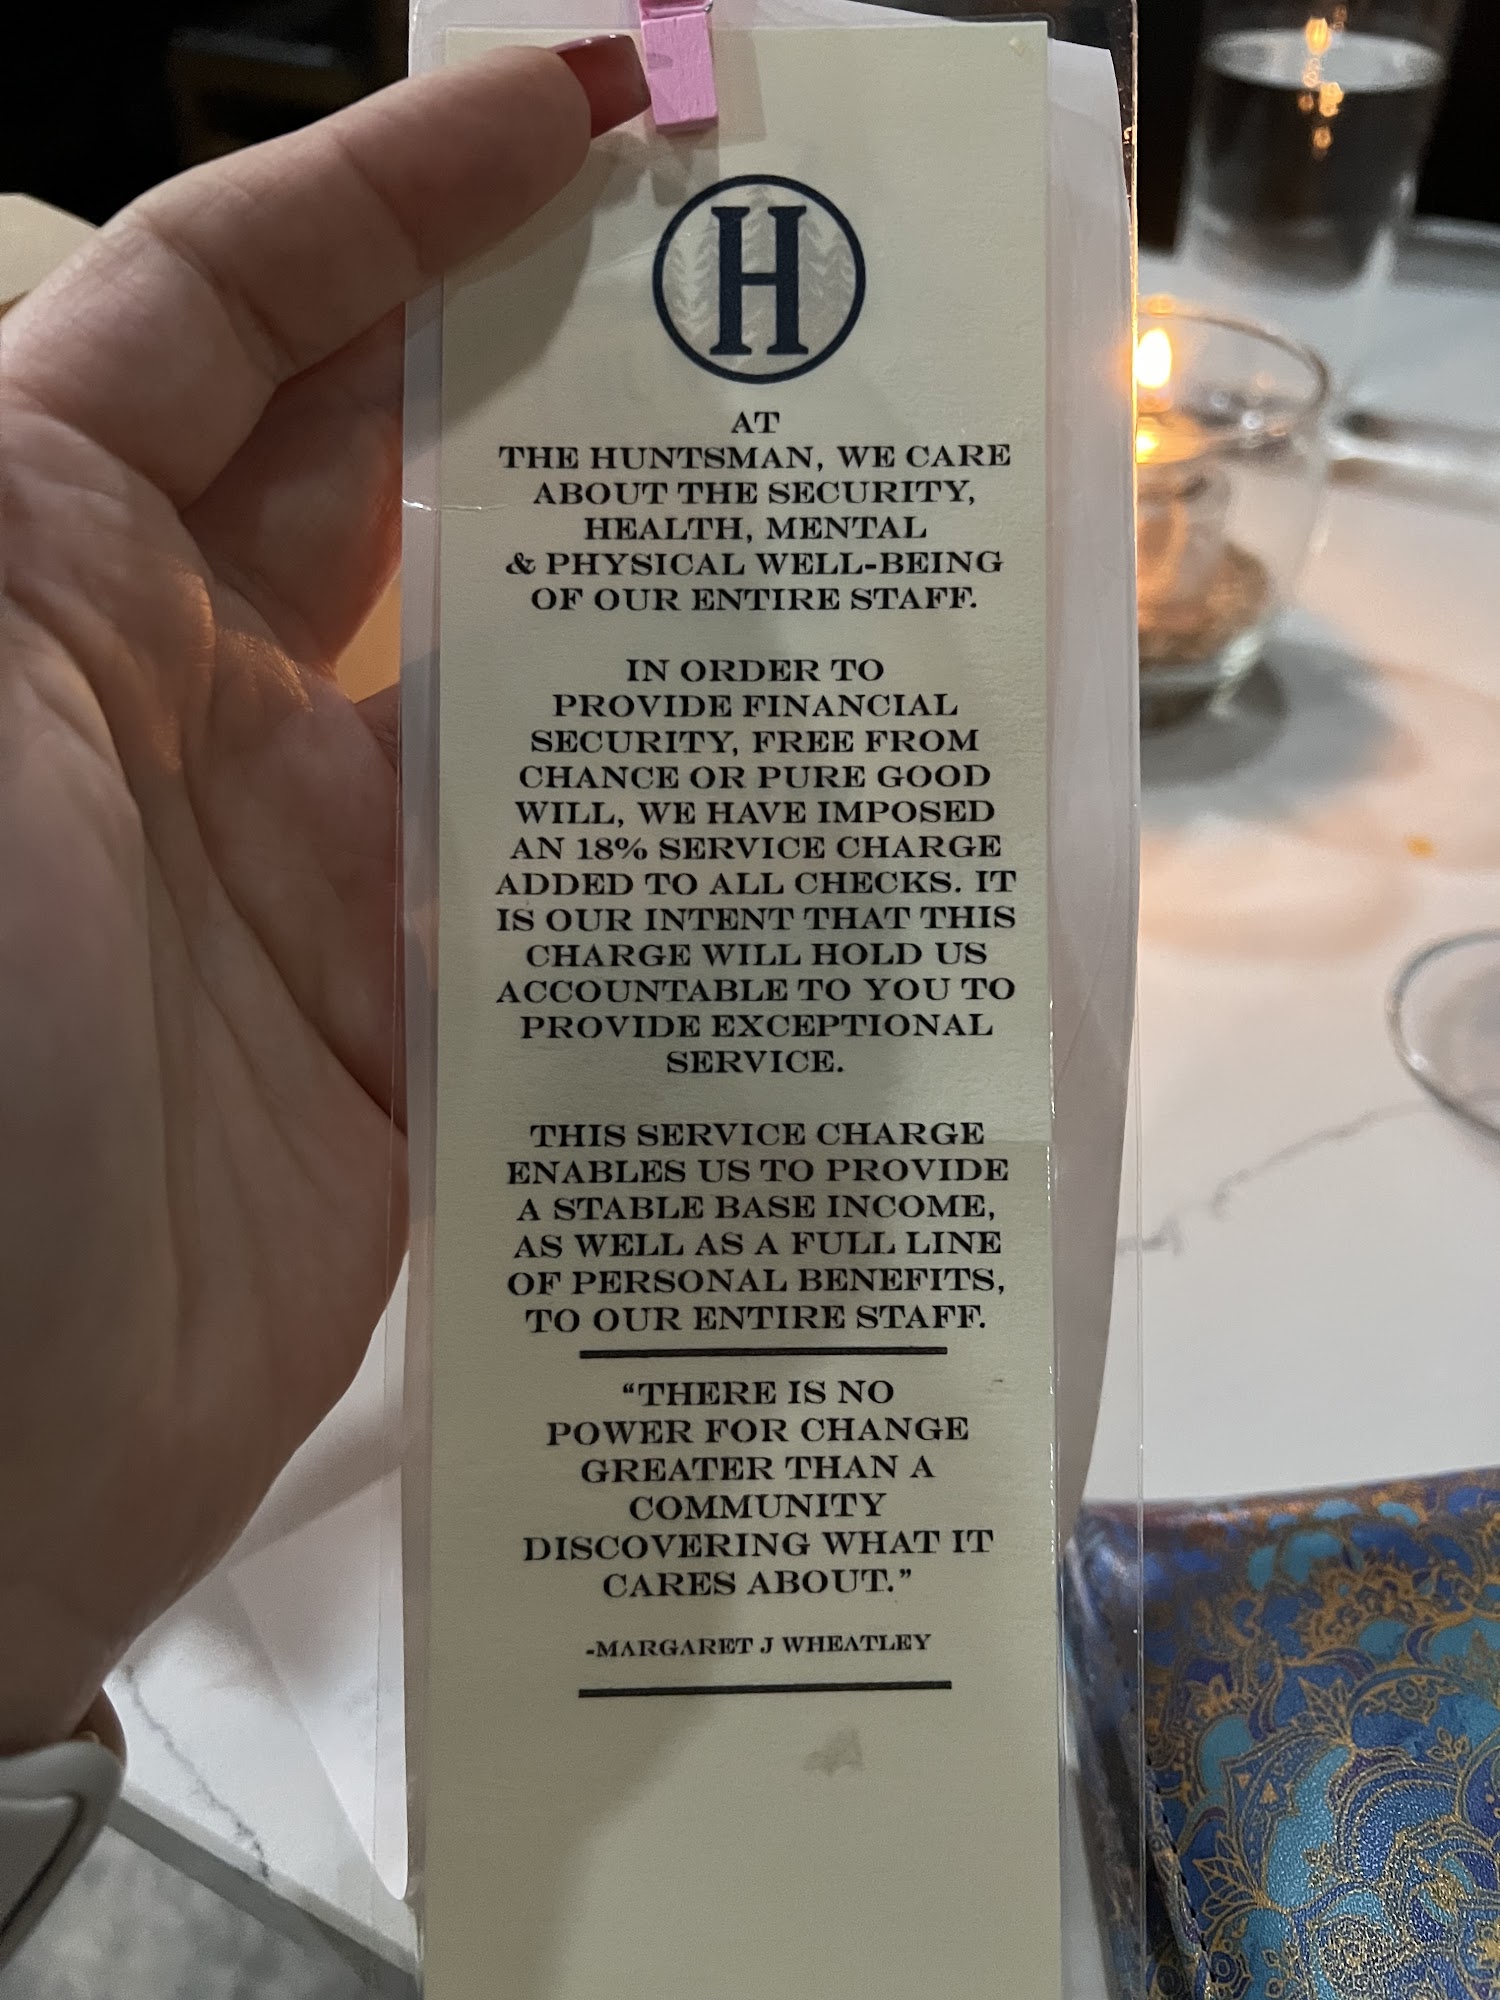 H
AT
THE HUNTSMAN, WE CARE
ABOUT THE SECURITY,
HEALTH, MENTAL
& PHYSICAL WELL-BEING
OF OUR ENTIRE STAFF.
IN ORDER TO
PROVIDE FINANCIAL
SECURITY, FREE FROM
CHANCE OR PURE GOOD
WILL, WE HAVE IMPOSED
AN 18% SERVICE CHARGE
ADDED TO ALL CHECKS. IT
IS OUR INTENT THAT THIS
CHARGE WILL HOLD US
ACCOUNTABLE TO YOU TO
PROVIDE EXCEPTIONAL
SERVICE.
THIS SERVICE CHARGE
ENABLES US TO PROVIDE
A STABLE BASE INCOME,
AS WELL AS A FULL LINE
OF PERSONAL BENEFITS,
TO OUR ENTIRE STAFF.
“THERE IS NO
POWER FOR CHANGE
GREATER THAN A
COMMUNITY
DISCOVERING WHAT IT
CARES ABOUT.”
-MARGARET J WHEATLEY